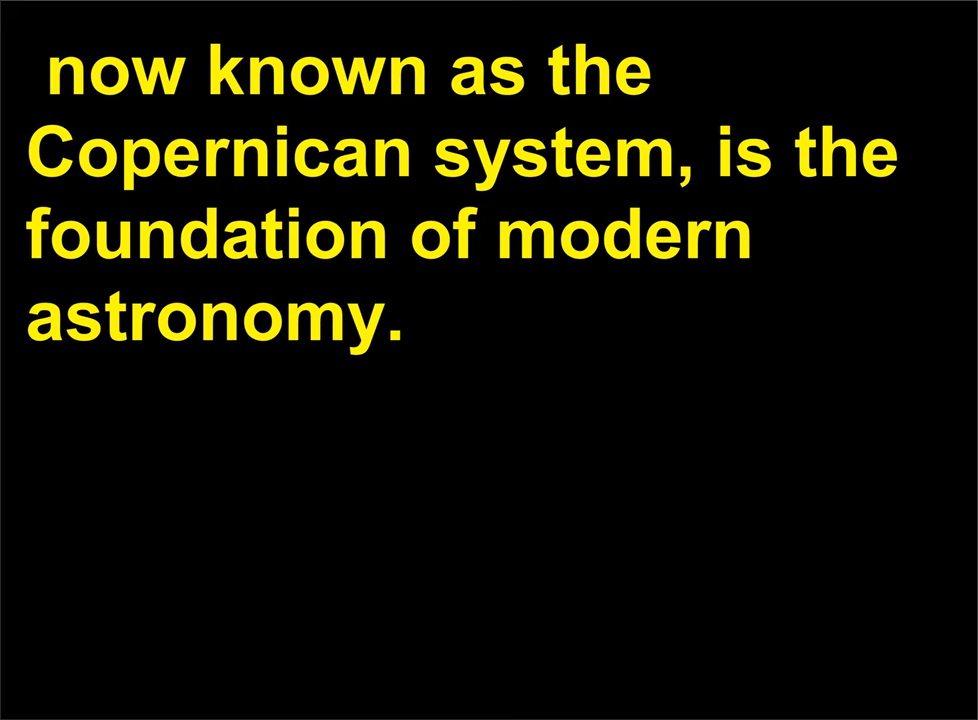 now known as the
Copernican system, is the
foundation of modern
astronomy.